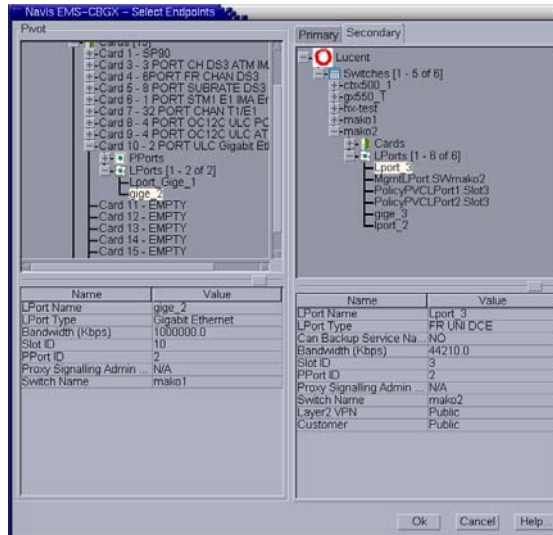 Navis EMS-CBGX - Select Endpoints
Pivot
Cards [15]
Card 1 - SP90
Card 3 - 3 PORT CH DS3 ATM IM
Card 4 - 6PORT FR CHAN DS3
Card 5 - 8 PORT SUBRATE DS3
Card 6 - 1 PORT STM1 E1 IMA Er
Card 7 - 32 PORT CHAN T1/E1
Card 8 - 4 PORT OC12C ULC PC
Card 9 - 4 PORT OC12C ULC AT
Card 10 - 2 PORT ULC Gigabit Eth
PPorts
LPorts [1 - 2 of 2]
Lport_Gige_1
gige_2
Card 11 - EMPTY
Card 12 - EMPTY
Card 13 - EMPTY
Card 14 - EMPTY
Card 15 - EMPTY
Name Value
LPort Name gige_2
LPort Type Gigabit Ethernet
Bandwidth (Kbps) 1000000.0
Slot ID 10
PPort ID 2
Proxy Signalling Admin ... N/A
Switch Name mako1
Primary Secondary
Lucent
Switches [1 - 5 of 6]
cbx500_1
gx550_T
hx-test
mako1
mako2
Cards
LPorts [1 - 6 of 6]
Lport_3
MgmtLPort.SWmako2
PolicyPVCLPort1.Slot3
PolicyPVCLPort2.Slot3
gige_3
lport_2
Name Value
LPort Name Lport_3
LPort Type FR UNI DCE
Can Backup Service Na... NO
Bandwidth (Kbps) 44210.0
Slot ID 3
PPort ID 2
Proxy Signalling Admin ... N/A
Switch Name mako2
Layer2 VPN Public
Customer Public
Ok Cancel Help...